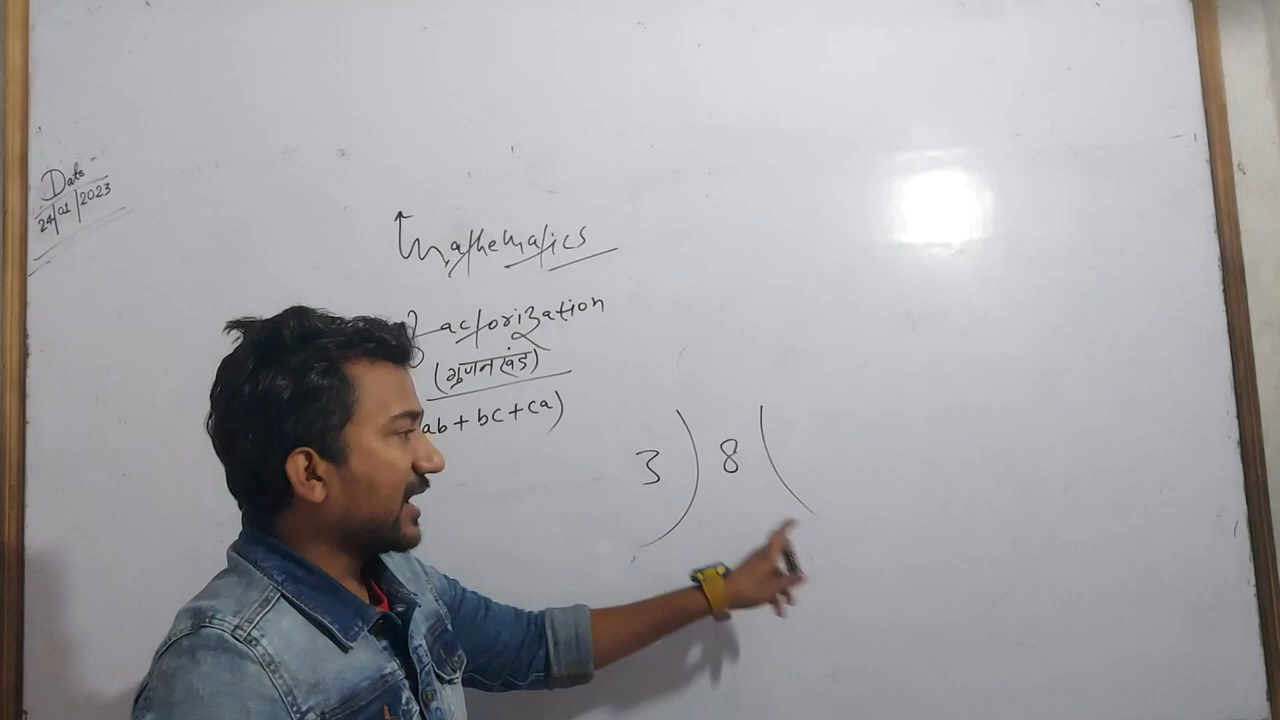 Date -
24/01/2023
Mathematics
Factorization
(गुणनखंड)
ab + bc + ca)
3 ) 8 (